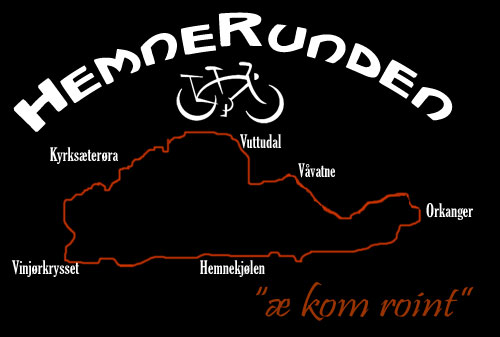 HEMNERUNDEN
Vuttudal
Kyrksæterøra
Våvatne
Orkanger
Vinjørkrysset
Hemnekjølen
"æ kom roint"